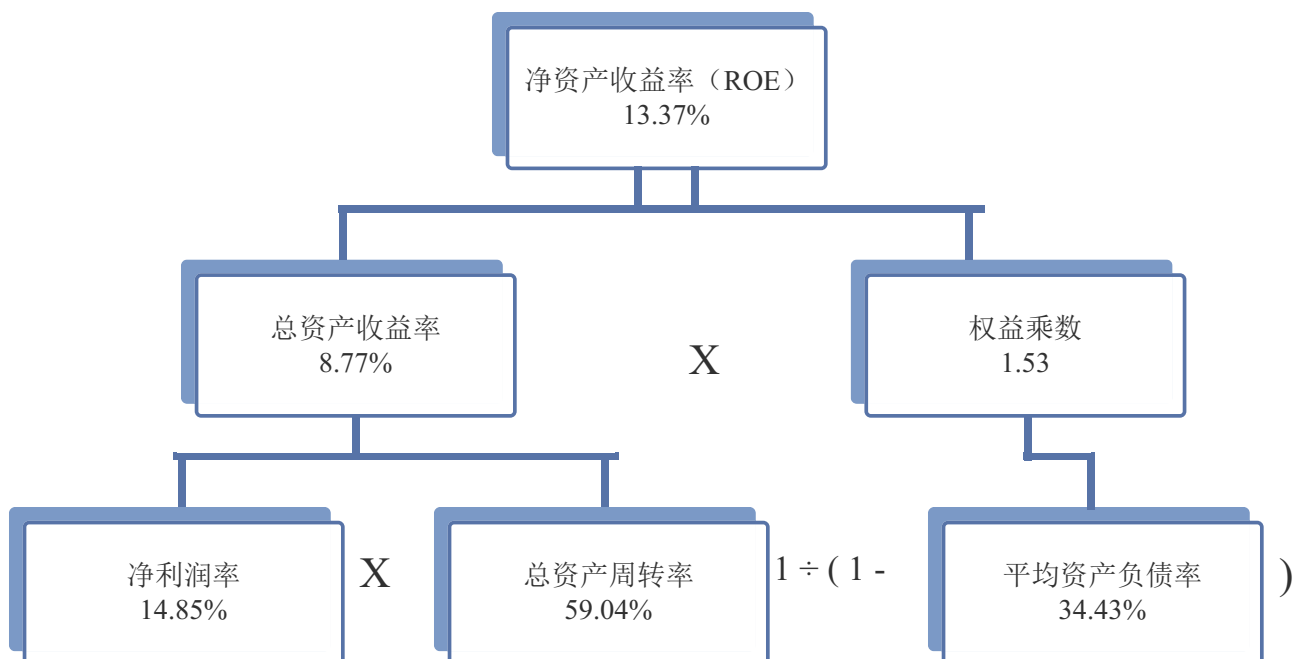 净资产收益率（ROE）
13.37%
总资产收益率
8.77%
X
权益乘数
1.53
净利润率
14.85%
X
总资产周转率
59.04%
1 ÷ ( 1 -
平均资产负债率
34.43%
)